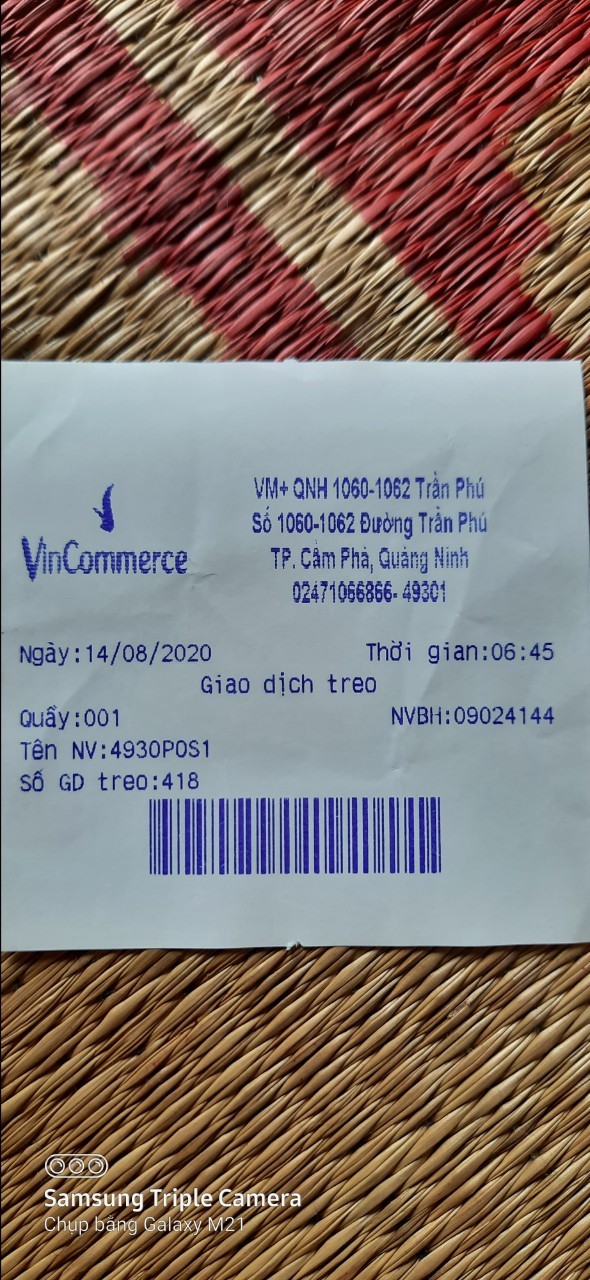 VinCommerce
VM+ QNH 1060-1062 Trần Phú
Số 1060-1062 Đường Trần Phú
TP. Cẩm Phả, Quảng Ninh
02471066866- 49301
Ngày:14/08/2020 Thời gian:06:45
Giao dịch treo
Quầy:001 NVBH:09024144
Tên NV:4930POS1
Số GD treo:418
Samsung Triple Camera
Chụp bằng Galaxy M21